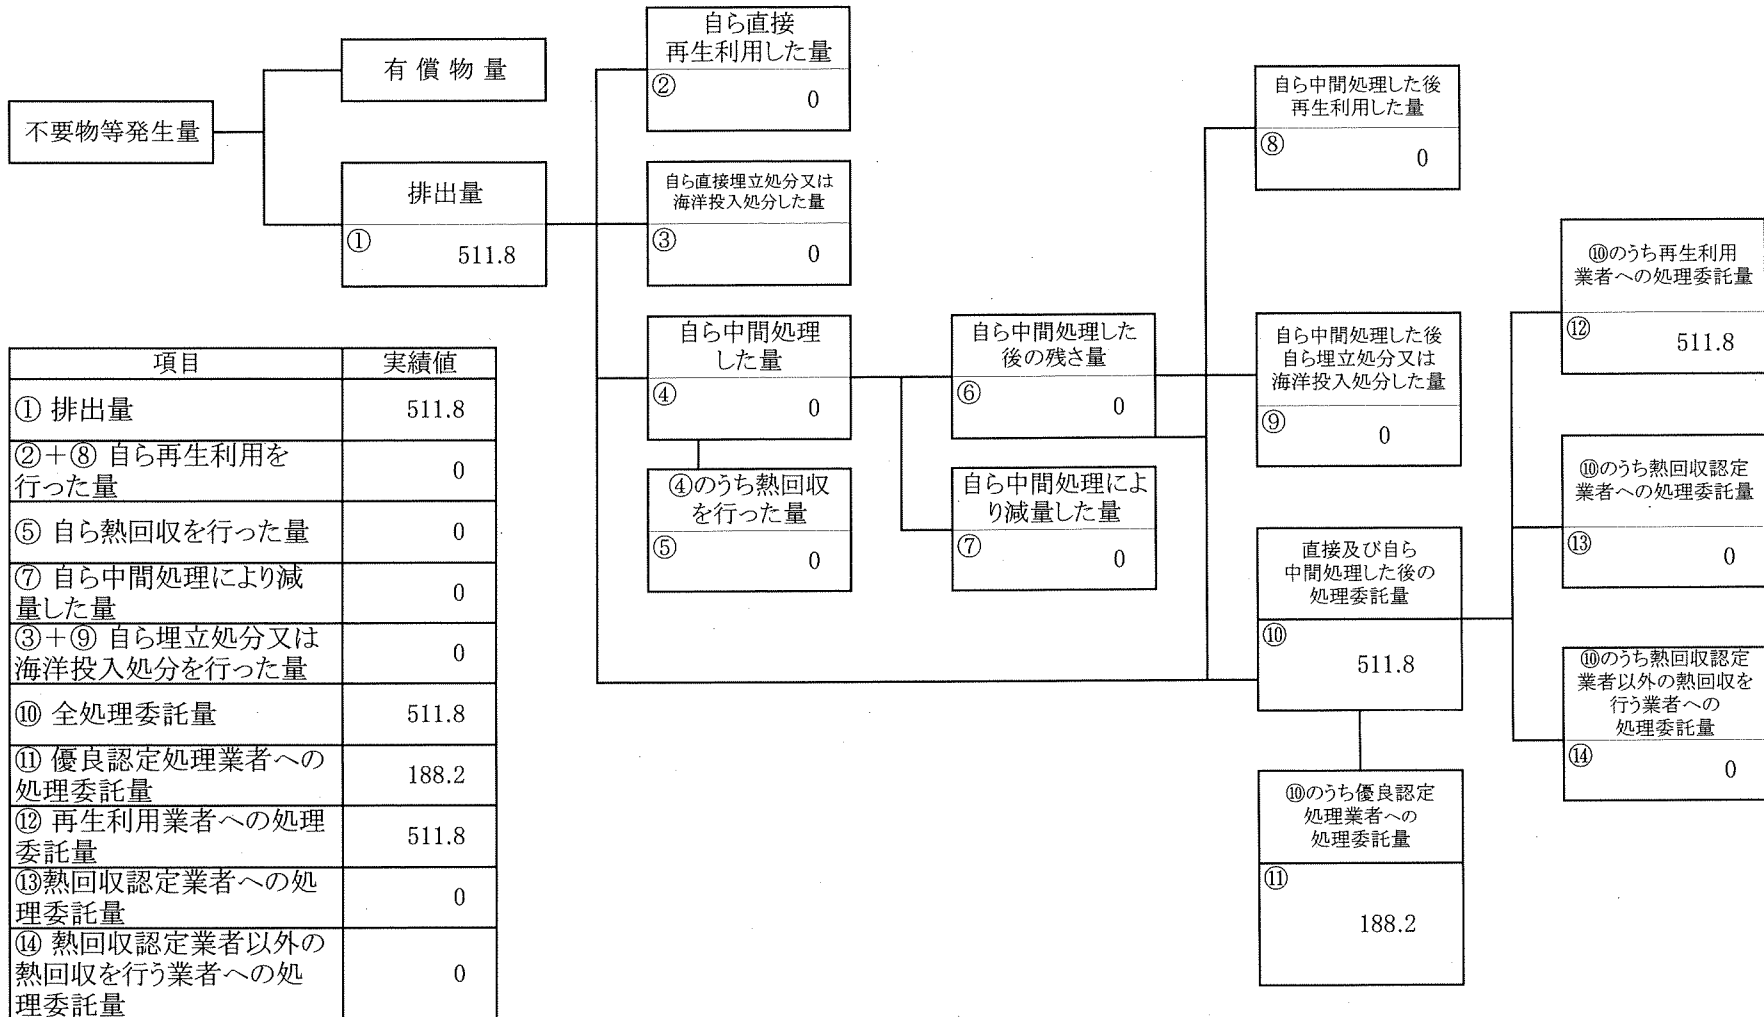 不要物等発生量
有償物量
排出量
①
511.8
自ら直接
再生利用した量
②
0
自ら直接埋立処分又は
海洋投入処分した量
③
0
自ら中間処理
した量
④
0
④のうち熱回収
を行った量
⑤
0
自ら中間処理した
後の残さ量
⑥
0
自ら中間処理によ
り減量した量
⑦
0
自ら中間処理した後
再生利用した量
⑧
0
自ら中間処理した後
自ら埋立処分又は
海洋投入処分した量
⑨
0
直接及び自ら
中間処理した後の
処理委託量
⑩
511.8
⑩のうち優良認定
処理業者への
処理委託量
⑪
188.2
⑩のうち再生利用
業者への処理委託量
⑫
511.8
⑩のうち熱回収認定
業者への処理委託量
⑬
0
⑩のうち熱回収認定
業者以外の熱回収を
行う業者への
処理委託量
⑭
0
項目 実績値
① 排出量 511.8
②+⑧ 自ら再生利用を
行った量 0
⑤ 自ら熱回収を行った量 0
⑦ 自ら中間処理により減
量した量 0
③+⑨ 自ら埋立処分又は
海洋投入処分を行った量 0
⑩ 全処理委託量 511.8
⑪ 優良認定処理業者への
処理委託量 188.2
⑫ 再生利用業者への処理
委託量 511.8
⑬熱回収認定業者への処
理委託量 0
⑭ 熱回収認定業者以外の
熱回収を行う業者への処
理委託量 0